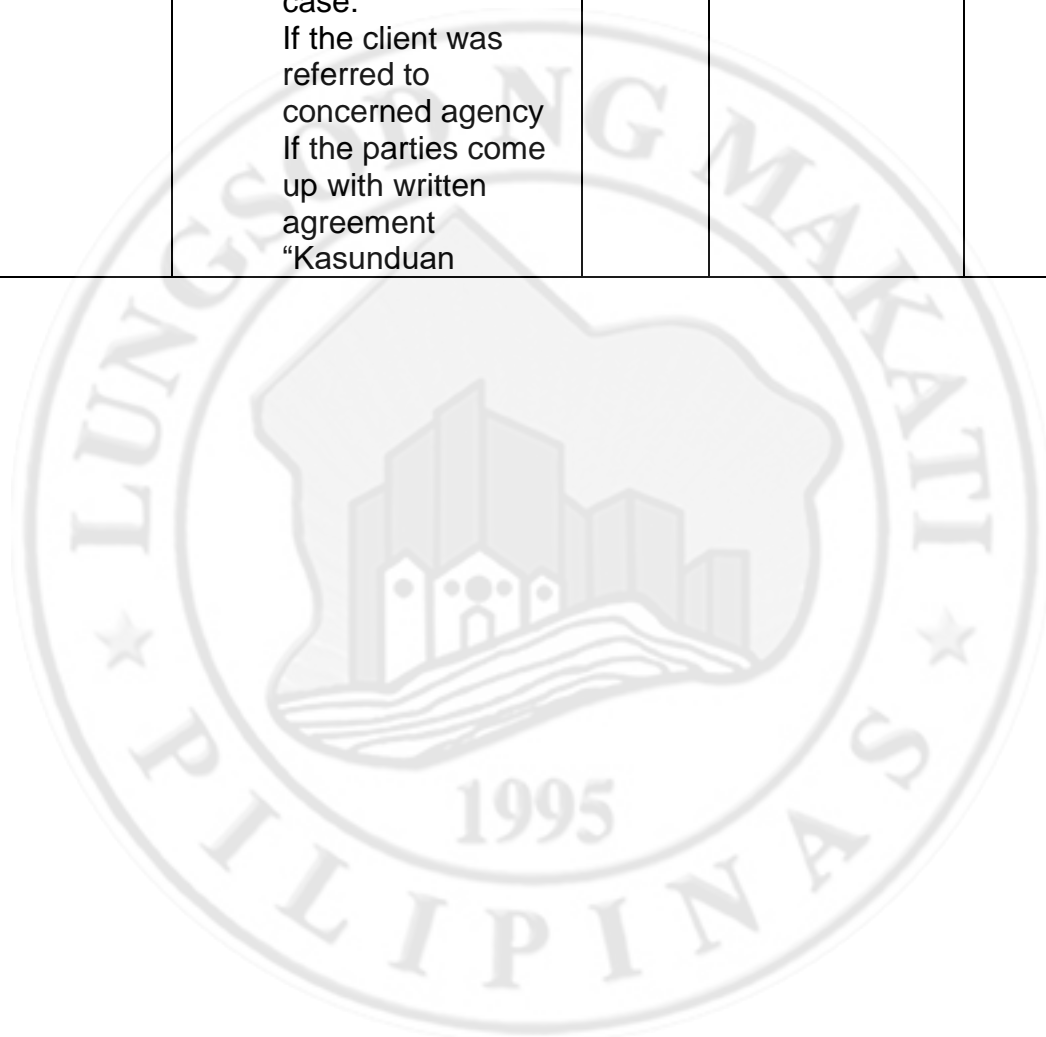 case.
If the client was
referred to
concerned agency
If the parties come
up with written
agreement
“Kasunduan
LUNGSOD NG MAKATI
1995
PILIPINAS